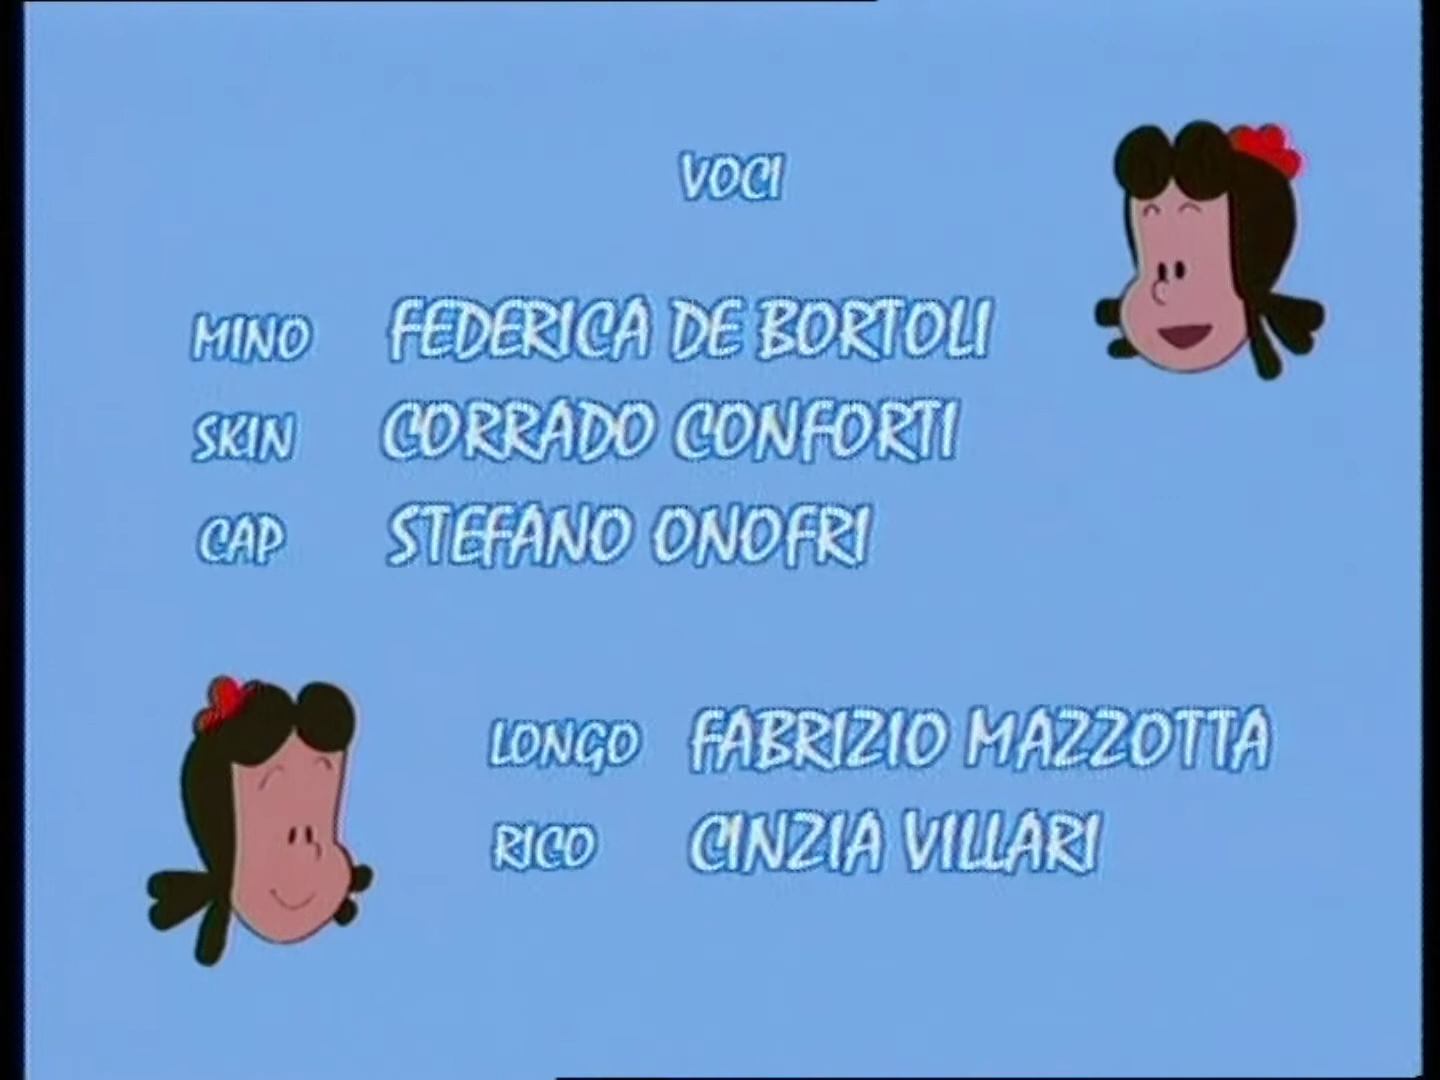 VOCI
MINO FEDERICA DE BORTOLI
SKIN CORRADO CONFORTI
CAP STEFANO ONOFRI
LONGO FABRIZIO MAZZOTTA
RICO CINZIA VILLARI